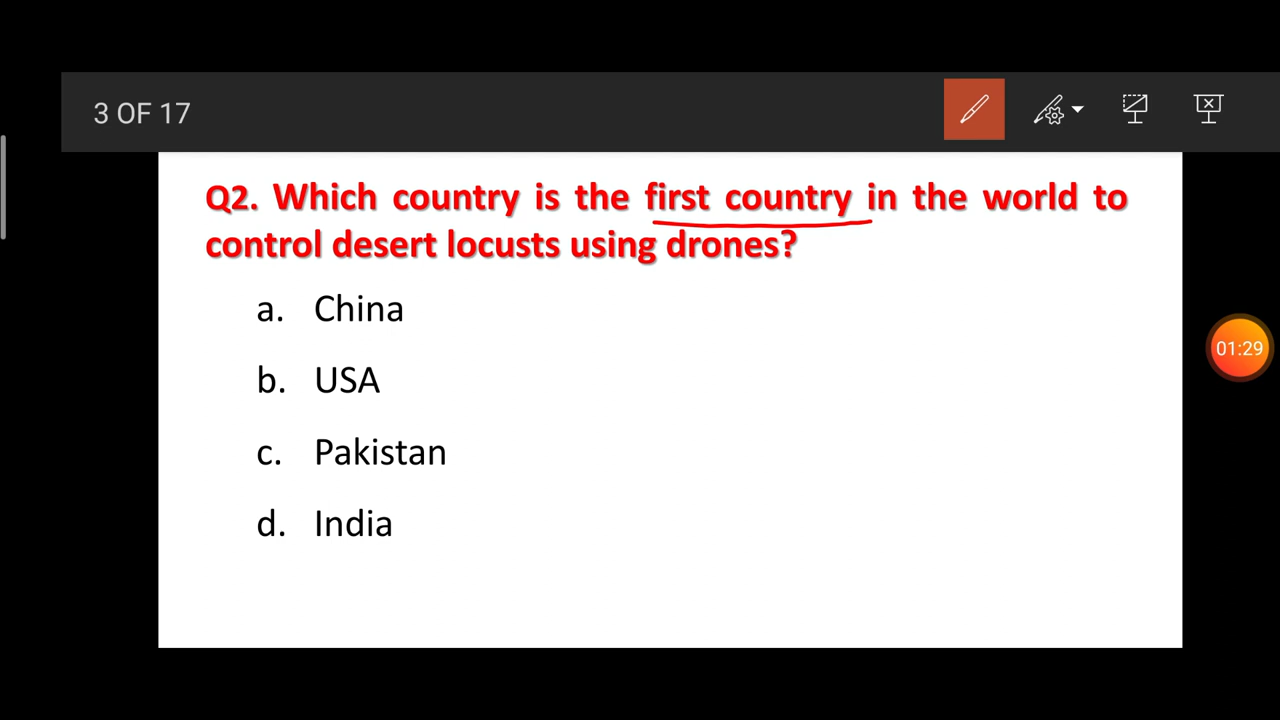 3 OF 17
Q2. Which country is the first country in the world to
control desert locusts using drones?
a. China
b. USA
01:29
c. Pakistan
d. India